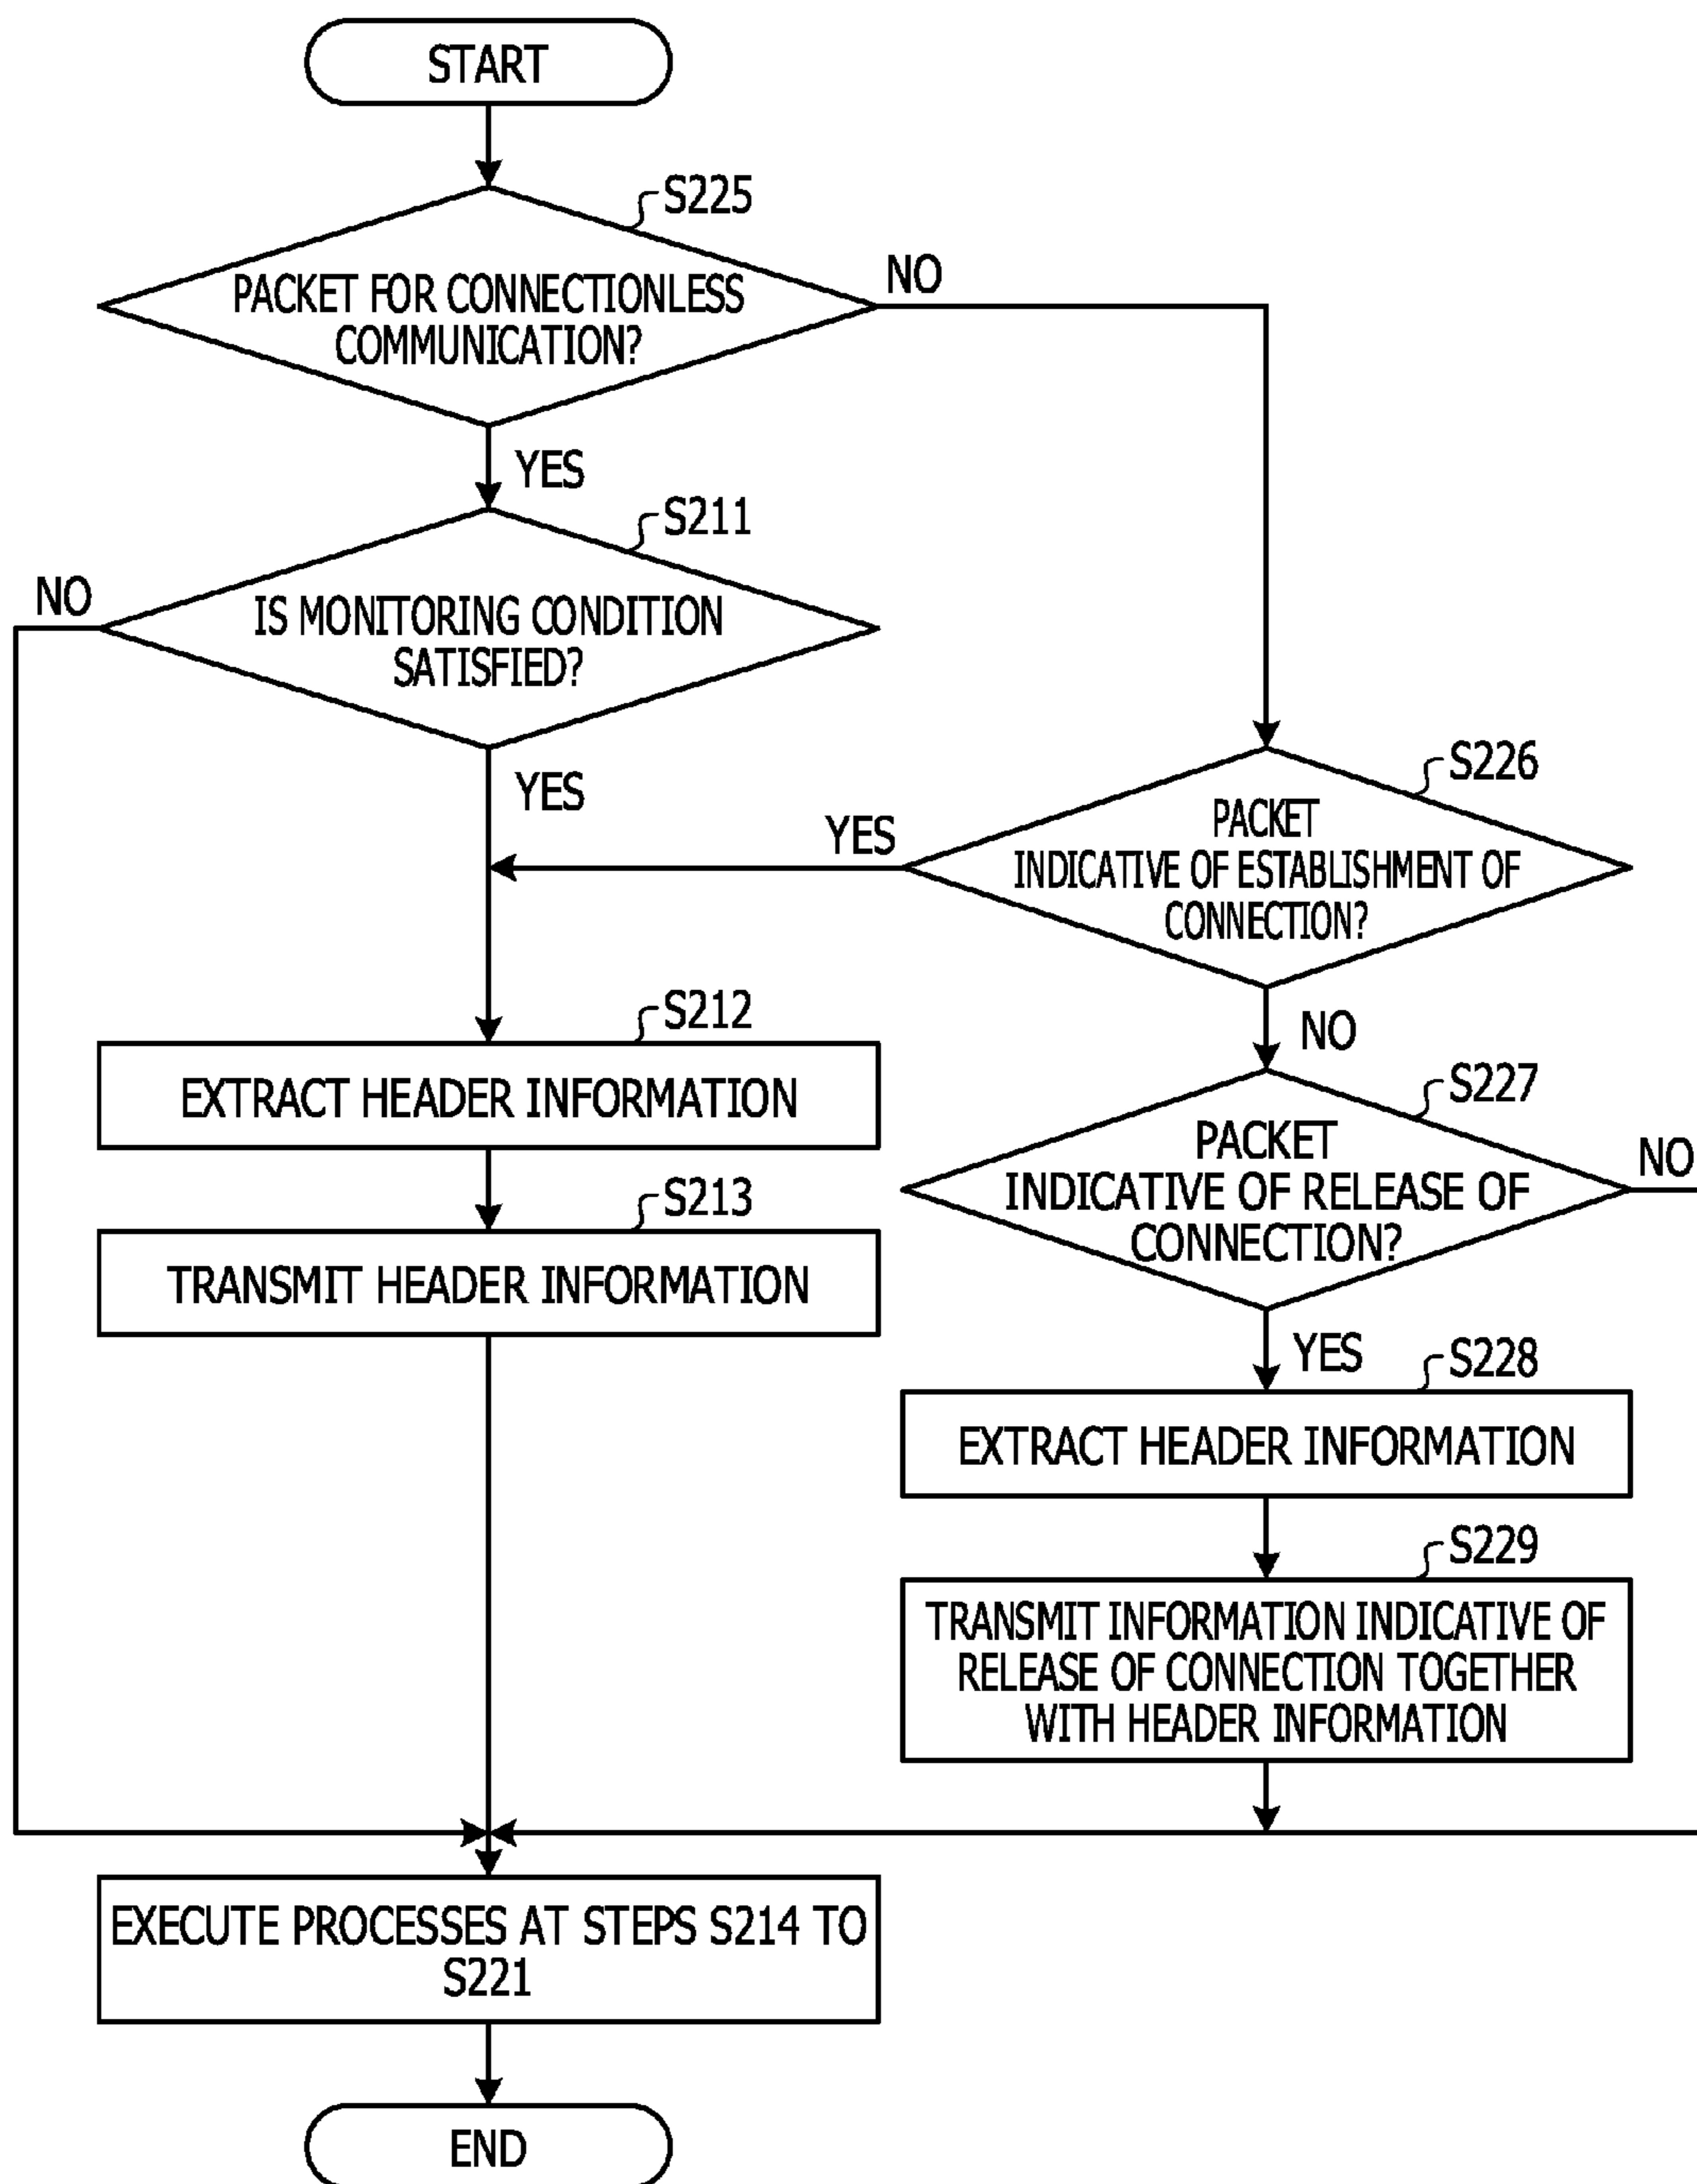 START
S225
PACKET FOR CONNECTIONLESS
COMMUNICATION?
NO
YES
S211
NO
IS MONITORING CONDITION
SATISFIED?
YES
S226
YES
PACKET
INDICATIVE OF ESTABLISHMENT OF
CONNECTION?
NO
S212
EXTRACT HEADER INFORMATION
S227
PACKET
INDICATIVE OF RELEASE OF
CONNECTION?
NO
S213
TRANSMIT HEADER INFORMATION
YES
S228
EXTRACT HEADER INFORMATION
S229
TRANSMIT INFORMATION INDICATIVE OF
RELEASE OF CONNECTION TOGETHER
WITH HEADER INFORMATION
EXECUTE PROCESSES AT STEPS S214 TO
S221
END